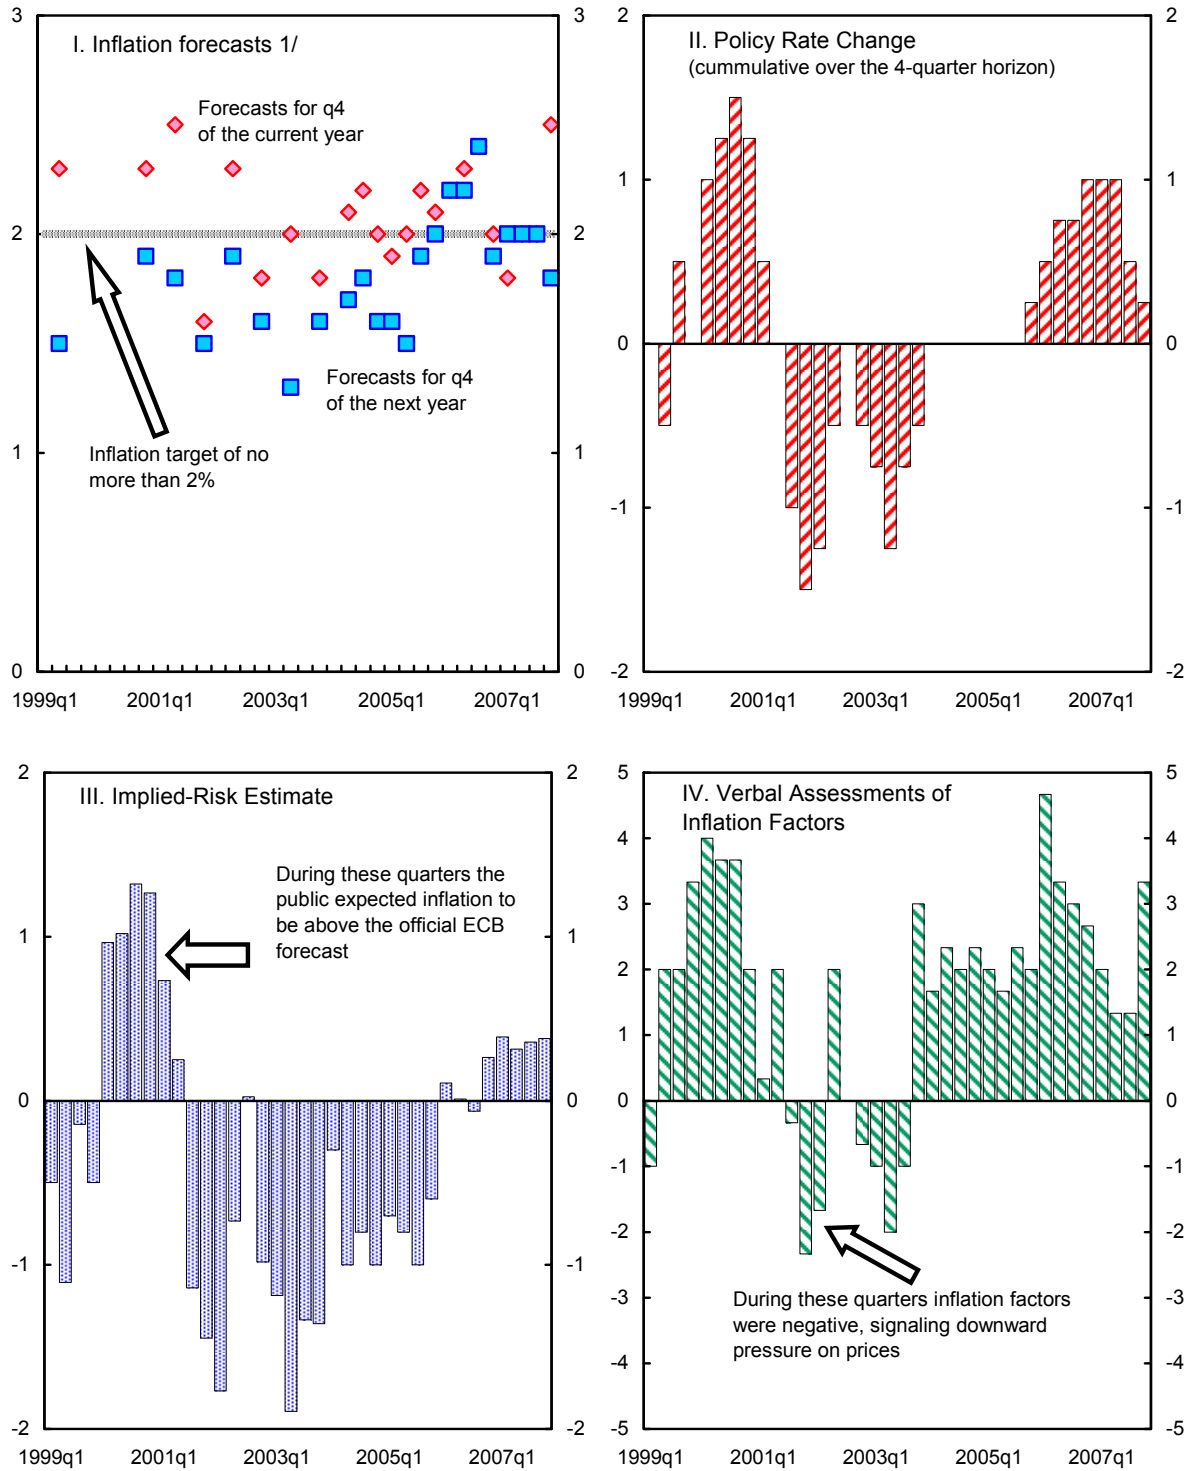 I. Inflation forecasts 1/
Forecasts for q4
of the current year
Forecasts for q4
of the next year
Inflation target of no
more than 2%
3
2
1
0
3
2
1
0
1999q1 2001q1 2003q1 2005q1 2007q1
II. Policy Rate Change
(cummulative over the 4-quarter horizon)
2
1
0
-1
-2
2
1
0
-1
-2
1999q1 2001q1 2003q1 2005q1 2007q1
III. Implied-Risk Estimate
During these quarters the
public expected inflation to
be above the official ECB
forecast
2
1
0
-1
-2
2
1
0
-1
-2
1999q1 2001q1 2003q1 2005q1 2007q1
IV. Verbal Assessments of
Inflation Factors
During these quarters inflation factors
were negative, signaling downward
pressure on prices
5
4
3
2
1
0
-1
-2
-3
-4
-5
5
4
3
2
1
0
-1
-2
-3
-4
-5
1999q1 2001q1 2003q1 2005q1 2007q1